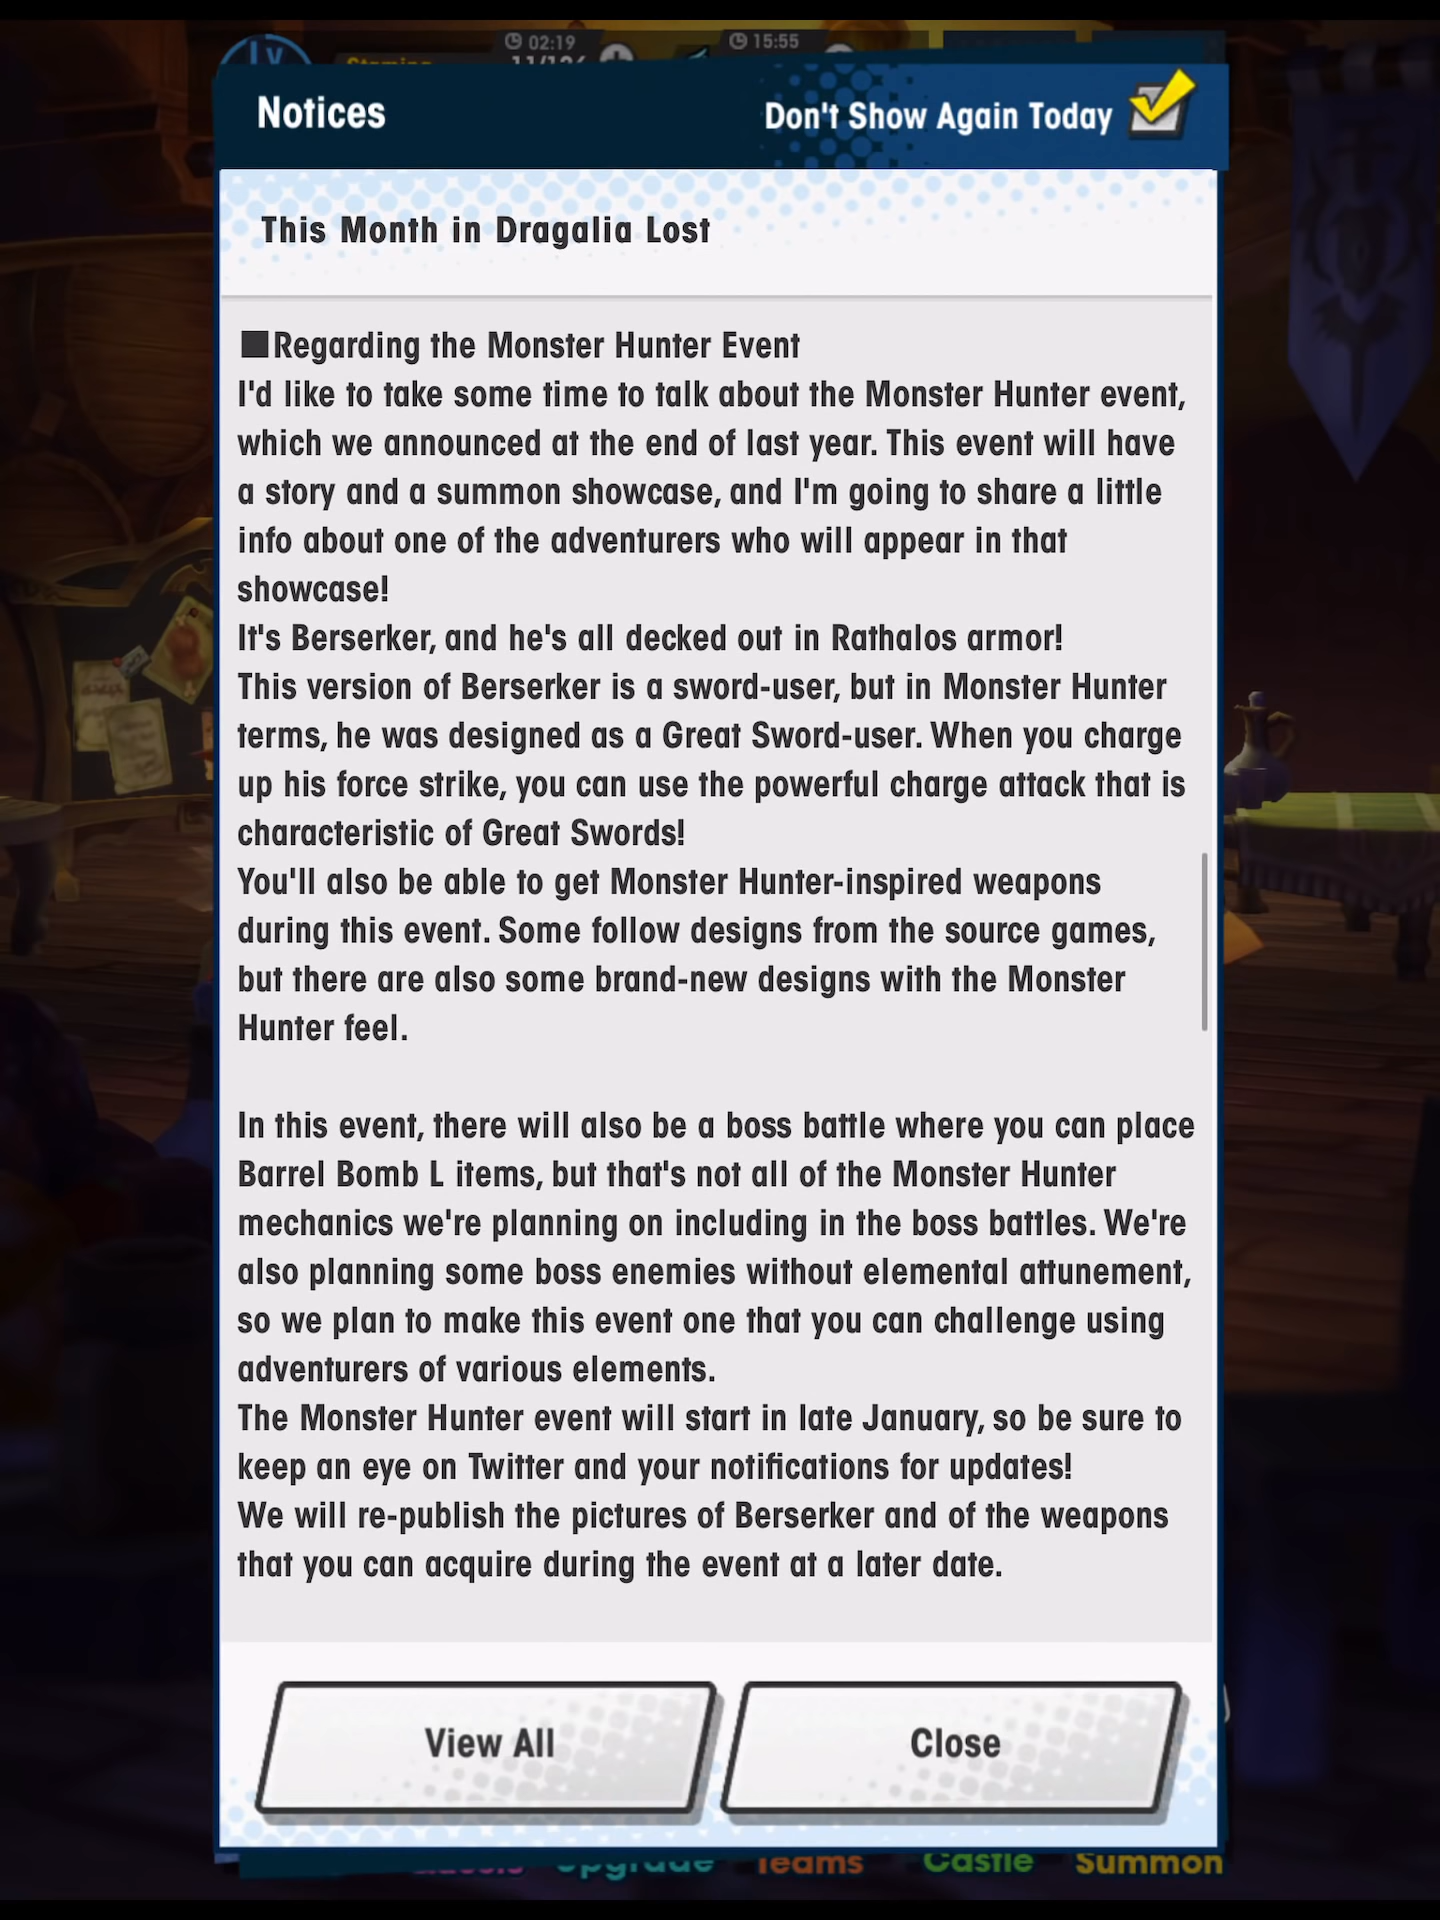 02:19
15:55
Lv
Stamina
11/126
Notices
Don't Show Again Today
This Month in Dragalia Lost
■Regarding the Monster Hunter Event
I'd like to take some time to talk about the Monster Hunter event,
which we announced at the end of last year. This event will have
a story and a summon showcase, and I'm going to share a little
info about one of the adventurers who will appear in that
showcase!
It's Berserker, and he's all decked out in Rathalos armor!
This version of Berserker is a sword-user, but in Monster Hunter
terms, he was designed as a Great Sword-user. When you charge
up his force strike, you can use the powerful charge attack that is
characteristic of Great Swords!
You'll also be able to get Monster Hunter-inspired weapons
during this event. Some follow designs from the source games,
but there are also some brand-new designs with the Monster
Hunter feel.
In this event, there will also be a boss battle where you can place
Barrel Bomb L items, but that's not all of the Monster Hunter
mechanics we're planning on including in the boss battles. We're
also planning some boss enemies without elemental attunement,
so we plan to make this event one that you can challenge using
adventurers of various elements.
The Monster Hunter event will start in late January, so be sure to
keep an eye on Twitter and your notifications for updates!
We will re-publish the pictures of Berserker and of the weapons
that you can acquire during the event at a later date.
View All
Close
Upgrade Teams Castle Summon